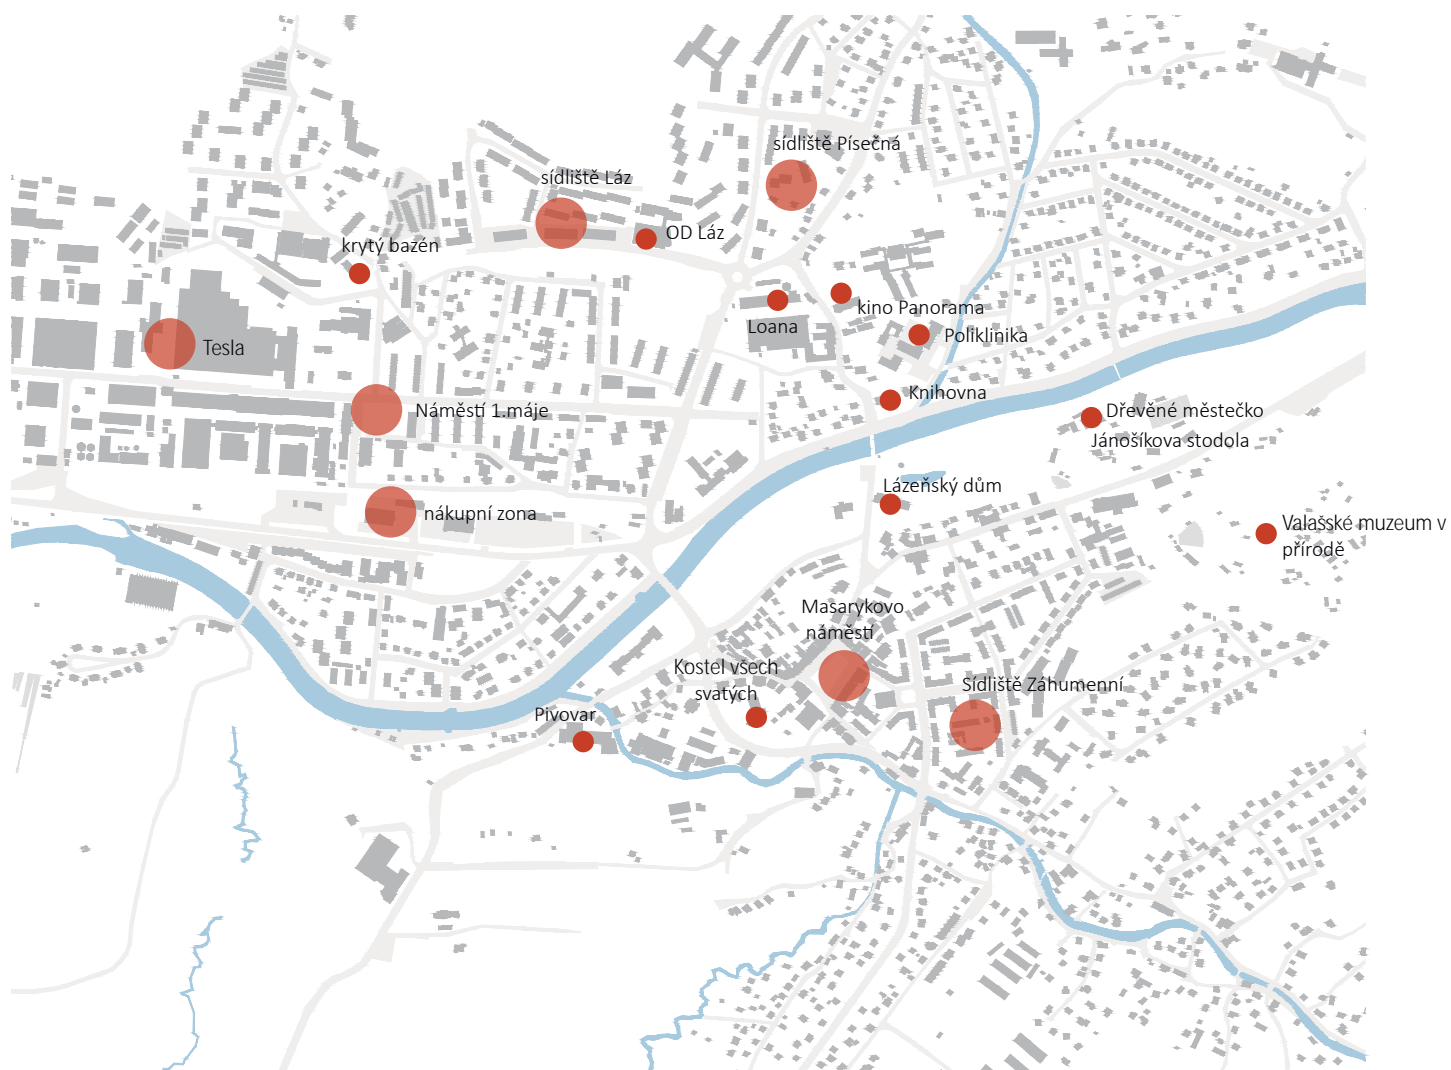 sídliště Písečná
sídliště Láz
OD Láz
krytý bazén
kino Panorama
Loana
Poliklinika
Tesla
Knihovna
Náměstí 1.máje
Dřevěné městečko
Jánošíkova stodola
Lázeňský dům
nákupní zona
Valašské muzeum v
přírodě
Masarykovo
náměstí
Kostel všech
svatých
Sídliště Záhumenní
Pivovar